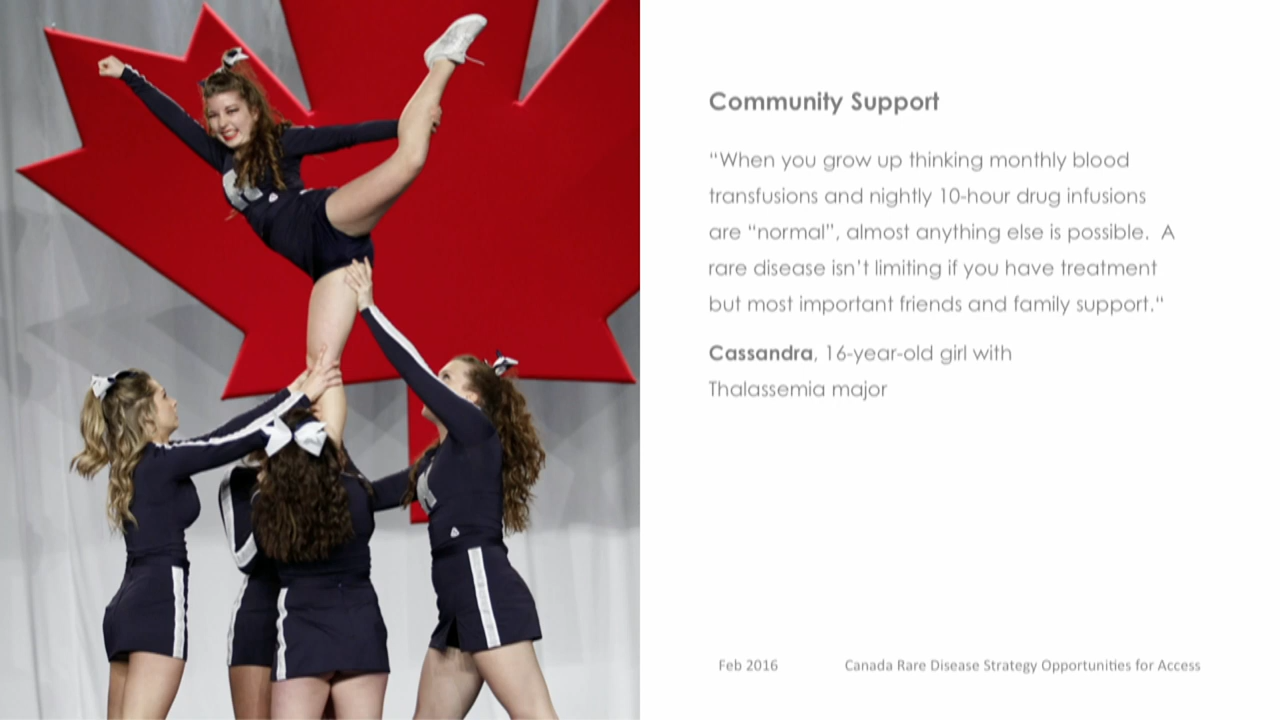 Community Support
“When you grow up thinking monthly blood
transfusions and nightly 10-hour drug infusions
are “normal”, almost anything else is possible.  A
rare disease isn’t limiting if you have treatment
but most important friends and family support.“
Cassandra, 16-year-old girl with
Thalassemia major
Feb 2016
Canada Rare Disease Strategy Opportunities for Access